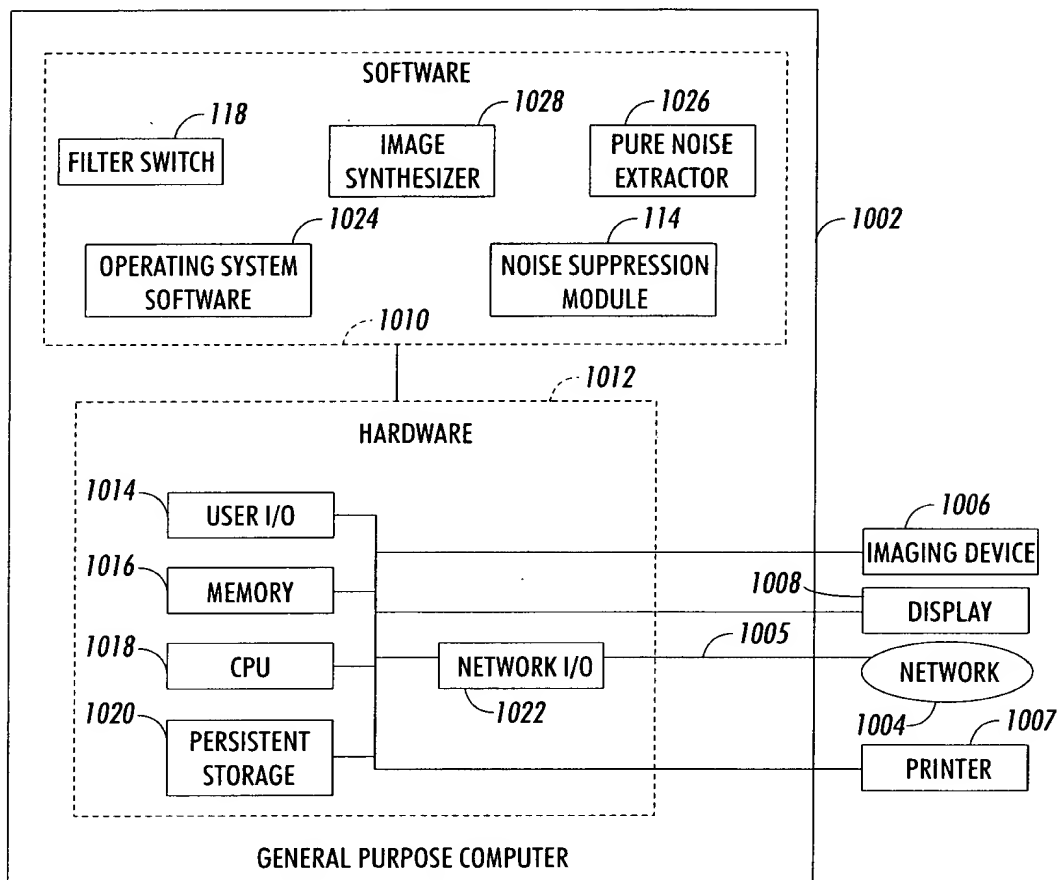 SOFTWARE
118
1028
1026
FILTER SWITCH
IMAGE
SYNTHESIZER
PURE NOISE
EXTRACTOR
1024
114
1002
OPERATING SYSTEM
SOFTWARE
NOISE SUPPRESSION
MODULE
1010
1012
HARDWARE
1014
USER I/O
1006
IMAGING DEVICE
1016
MEMORY
1008
DISPLAY
1018
CPU
NETWORK I/O
1005
NETWORK
1022
1004
1020
PERSISTENT
STORAGE
1007
PRINTER
GENERAL PURPOSE COMPUTER